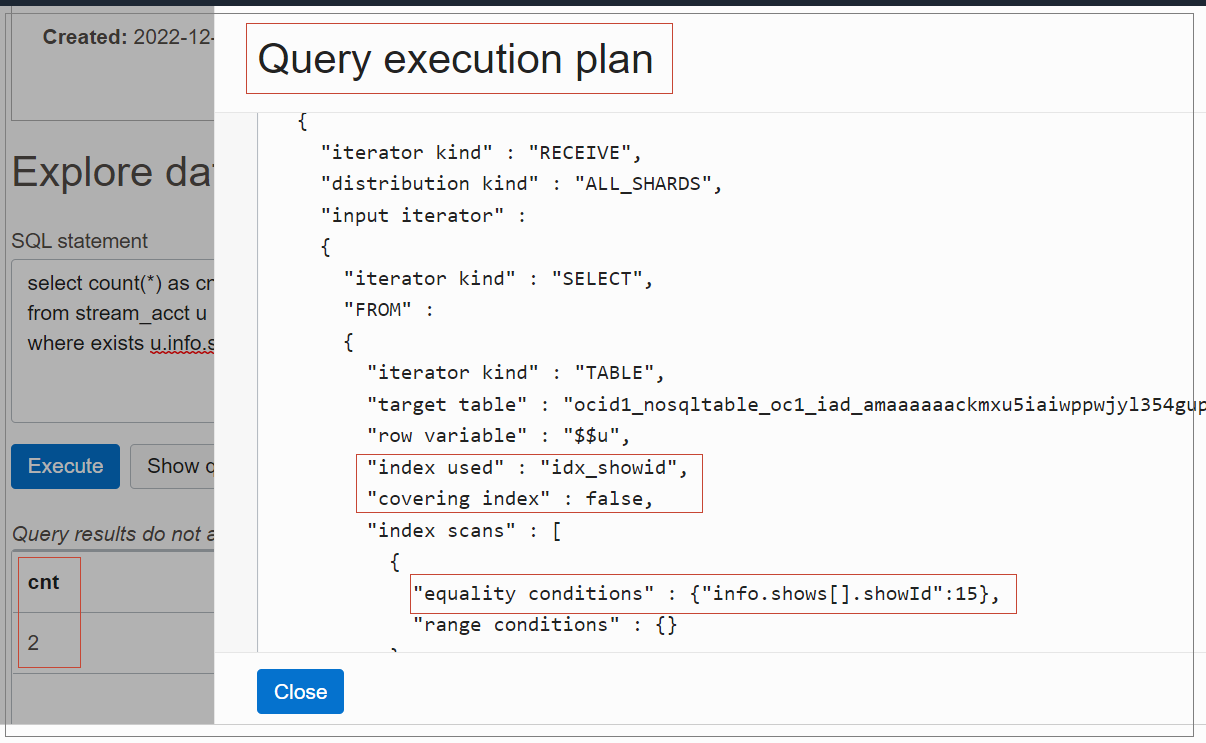 Created: 2022-12-
Explore da
SQL statement
select count(*) as cn
from stream_acct u
where exists u.info.s
Execute
Show
Query results do not a
cnt
2
Query execution plan
{
"iterator kind" : "RECEIVE",
"distribution kind" : "ALL_SHARDS",
"input iterator" :
{
"iterator kind" : "SELECT",
"FROM" :
{
"iterator kind" : "TABLE",
"target table" : "ocid1_nosqltable_oc1_iad_amaaaaaackmxu5iaiwppwjyl354gup
"row variable" : "$$u",
"index used" : "idx_showid",
"covering index" : false,
"index scans" : [
{
"equality conditions" : {"info.shows[].showId":15},
"range conditions" : {}
Close